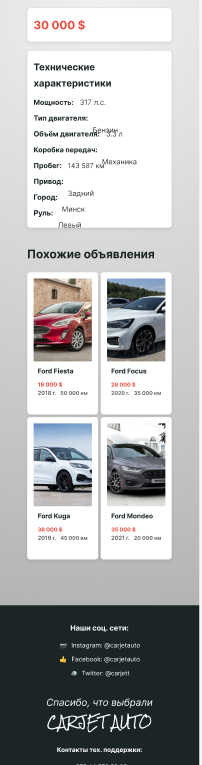 30 000 $
Технические
характеристики
Мощность: 317 л.с.
Тип двигателя:
Бензин
Объём двигателя: 3.3 л
Коробка передач:
Механика
Пробег: 143 587 км
Привод:
Задний
Город:
Минск
Руль:
Левый
Похожие объявления
Ford Fiesta
18 000 $
2018 г. 50 000 км
Ford Focus
28 000 $
2020 г. 35 000 км
Ford Kuga
38 000 $
2019 г. 45 000 км
Ford Mondeo
35 000 $
2021 г. 20 000 км
Наши соц. сети:
Instagram: @carjetauto
Facebook: @carjetauto
Twitter: @carjett
Спасибо, что выбрали
CARJET AUTO
Контакты тех. поддержки: